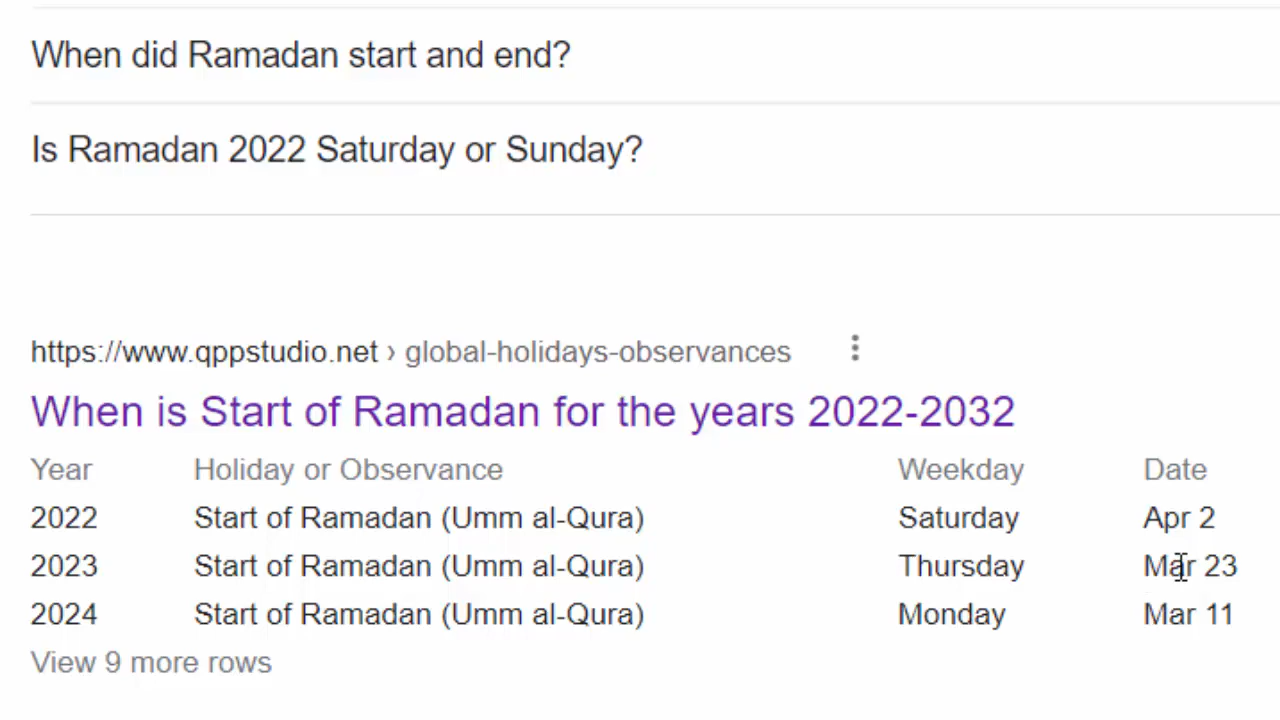 When did Ramadan start and end?
Is Ramadan 2022 Saturday or Sunday?
https://www.qppstudio.net › global-holidays-observances
When is Start of Ramadan for the years 2022-2032
Year Holiday or Observance Weekday Date
2022 Start of Ramadan (Umm al-Qura) Saturday Apr 2
2023 Start of Ramadan (Umm al-Qura) Thursday Mar 23
2024 Start of Ramadan (Umm al-Qura) Monday Mar 11
View 9 more rows